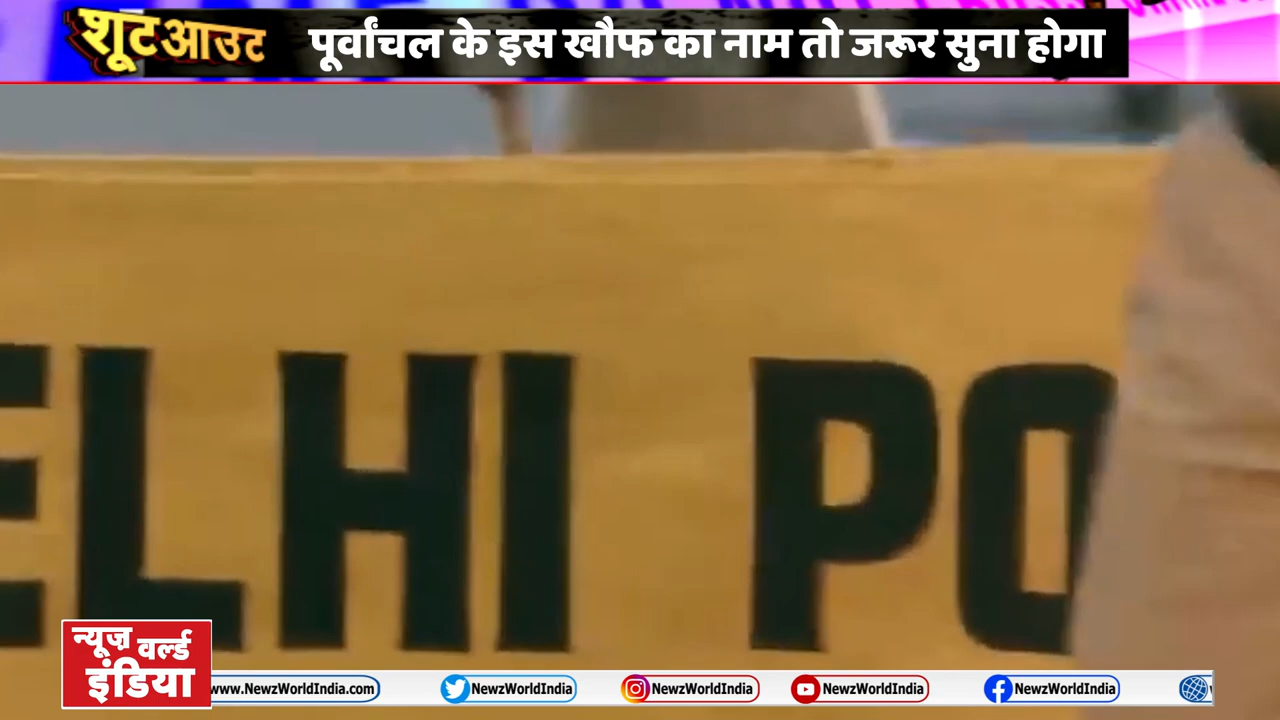 शूटआउट
पूर्वांचल के इस खौफ का नाम तो जरूर सुना होगा
ELHI PO
न्यूज़ वर्ल्ड
इंडिया
www.NewzWorldIndia.com NewzWorldIndia NewzWorldIndia NewzWorldIndia NewzWorldIndia